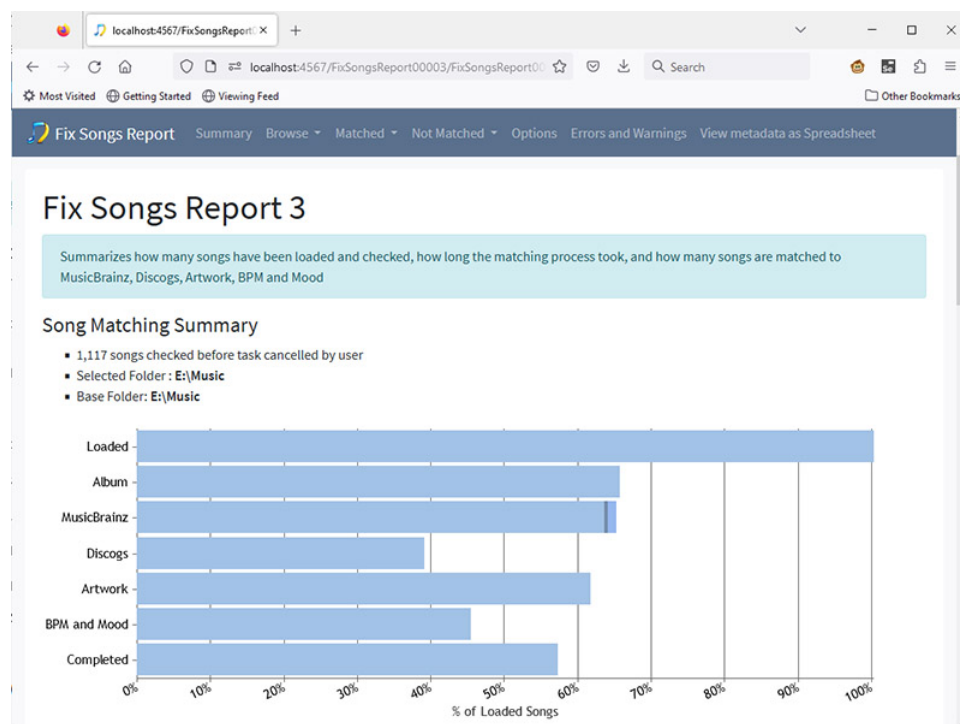 localhost:4567/FixSongsReport
localhost:4567/FixSongsReport00003/FixSongsReport00
Search
Most Visited Getting Started Viewing Feed Other Bookmarks
Fix Songs Report Summary Browse Matched Not Matched Options Errors and Warnings View metadata as Spreadsheet
Fix Songs Report 3
Summarizes how many songs have been loaded and checked, how long the matching process took, and how many songs are matched to
MusicBrainz, Discogs, Artwork, BPM and Mood
Song Matching Summary
1,117 songs checked before task cancelled by user
Selected Folder : E:\Music
Base Folder: E:\Music
Loaded
Album
MusicBrainz
Discogs
Artwork
BPM and Mood
Completed
0% 10% 20% 30% 40% 50% 60% 70% 80% 90% 100%
% of Loaded Songs